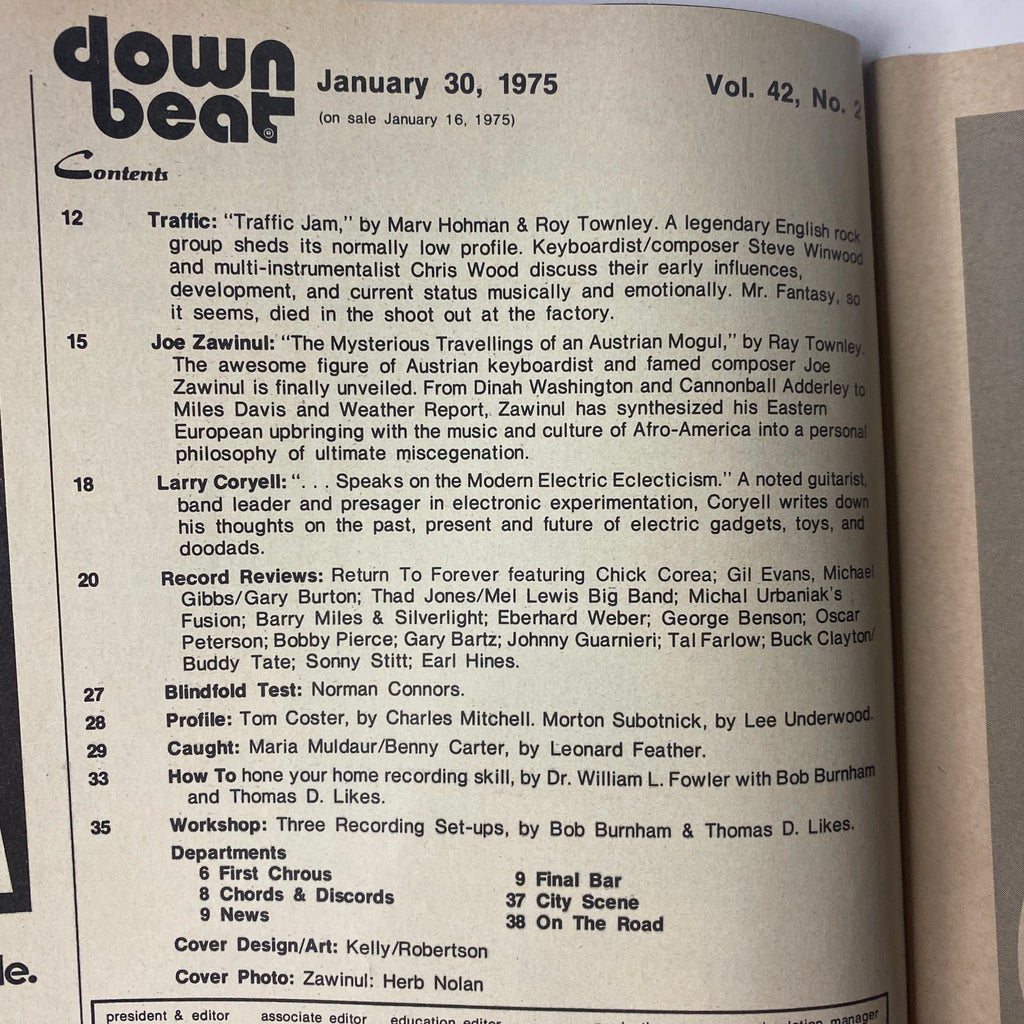 down beat
January 30, 1975
Vol. 42, No. 2
(on sale January 16, 1975)
Contents
12 Traffic: "Traffic Jam," by Marv Hohman & Roy Townley. A legendary English rock
group sheds its normally low profile. Keyboardist/composer Steve Winwood
and multi-instrumentalist Chris Wood discuss their early influences,
development, and current status musically and emotionally. Mr. Fantasy, so
it seems, died in the shoot out at the factory.
15 Joe Zawinul: "The Mysterious Travellings of an Austrian Mogul," by Ray Townley.
The awesome figure of Austrian keyboardist and famed composer Joe
Zawinul is finally unveiled. From Dinah Washington and Cannonball Adderley to
Miles Davis and Weather Report, Zawinul has synthesized his Eastern
European upbringing with the music and culture of Afro-America into a personal
philosophy of ultimate miscegenation.
18 Larry Coryell: ". . . Speaks on the Modern Electric Eclecticism." A noted guitarist,
band leader and presager in electronic experimentation, Coryell writes down
his thoughts on the past, present and future of electric gadgets, toys, and
doodads.
20 Record Reviews: Return To Forever featuring Chick Corea; Gil Evans, Michael
Gibbs/Gary Burton; Thad Jones/Mel Lewis Big Band; Michal Urbaniak's
Fusion; Barry Miles & Silverlight; Eberhard Weber; George Benson; Oscar
Peterson; Bobby Pierce; Gary Bartz; Johnny Guarnieri; Tal Farlow; Buck Clayton/
Buddy Tate; Sonny Stitt; Earl Hines.
27 Blindfold Test: Norman Connors.
28 Profile: Tom Coster, by Charles Mitchell. Morton Subotnick, by Lee Underwood.
29 Caught: Maria Muldaur/Benny Carter, by Leonard Feather.
33 How To hone your home recording skill, by Dr. William L. Fowler with Bob Burnham
and Thomas D. Likes.
35 Workshop: Three Recording Set-ups, by Bob Burnham & Thomas D. Likes.
Departments
6 First Chrous
8 Chords & Discords
9 News
9 Final Bar
37 City Scene
38 On The Road
Cover Design/Art: Kelly/Robertson
Cover Photo: Zawinul: Herb Nolan
le.
president & editor associate editor education editor manager